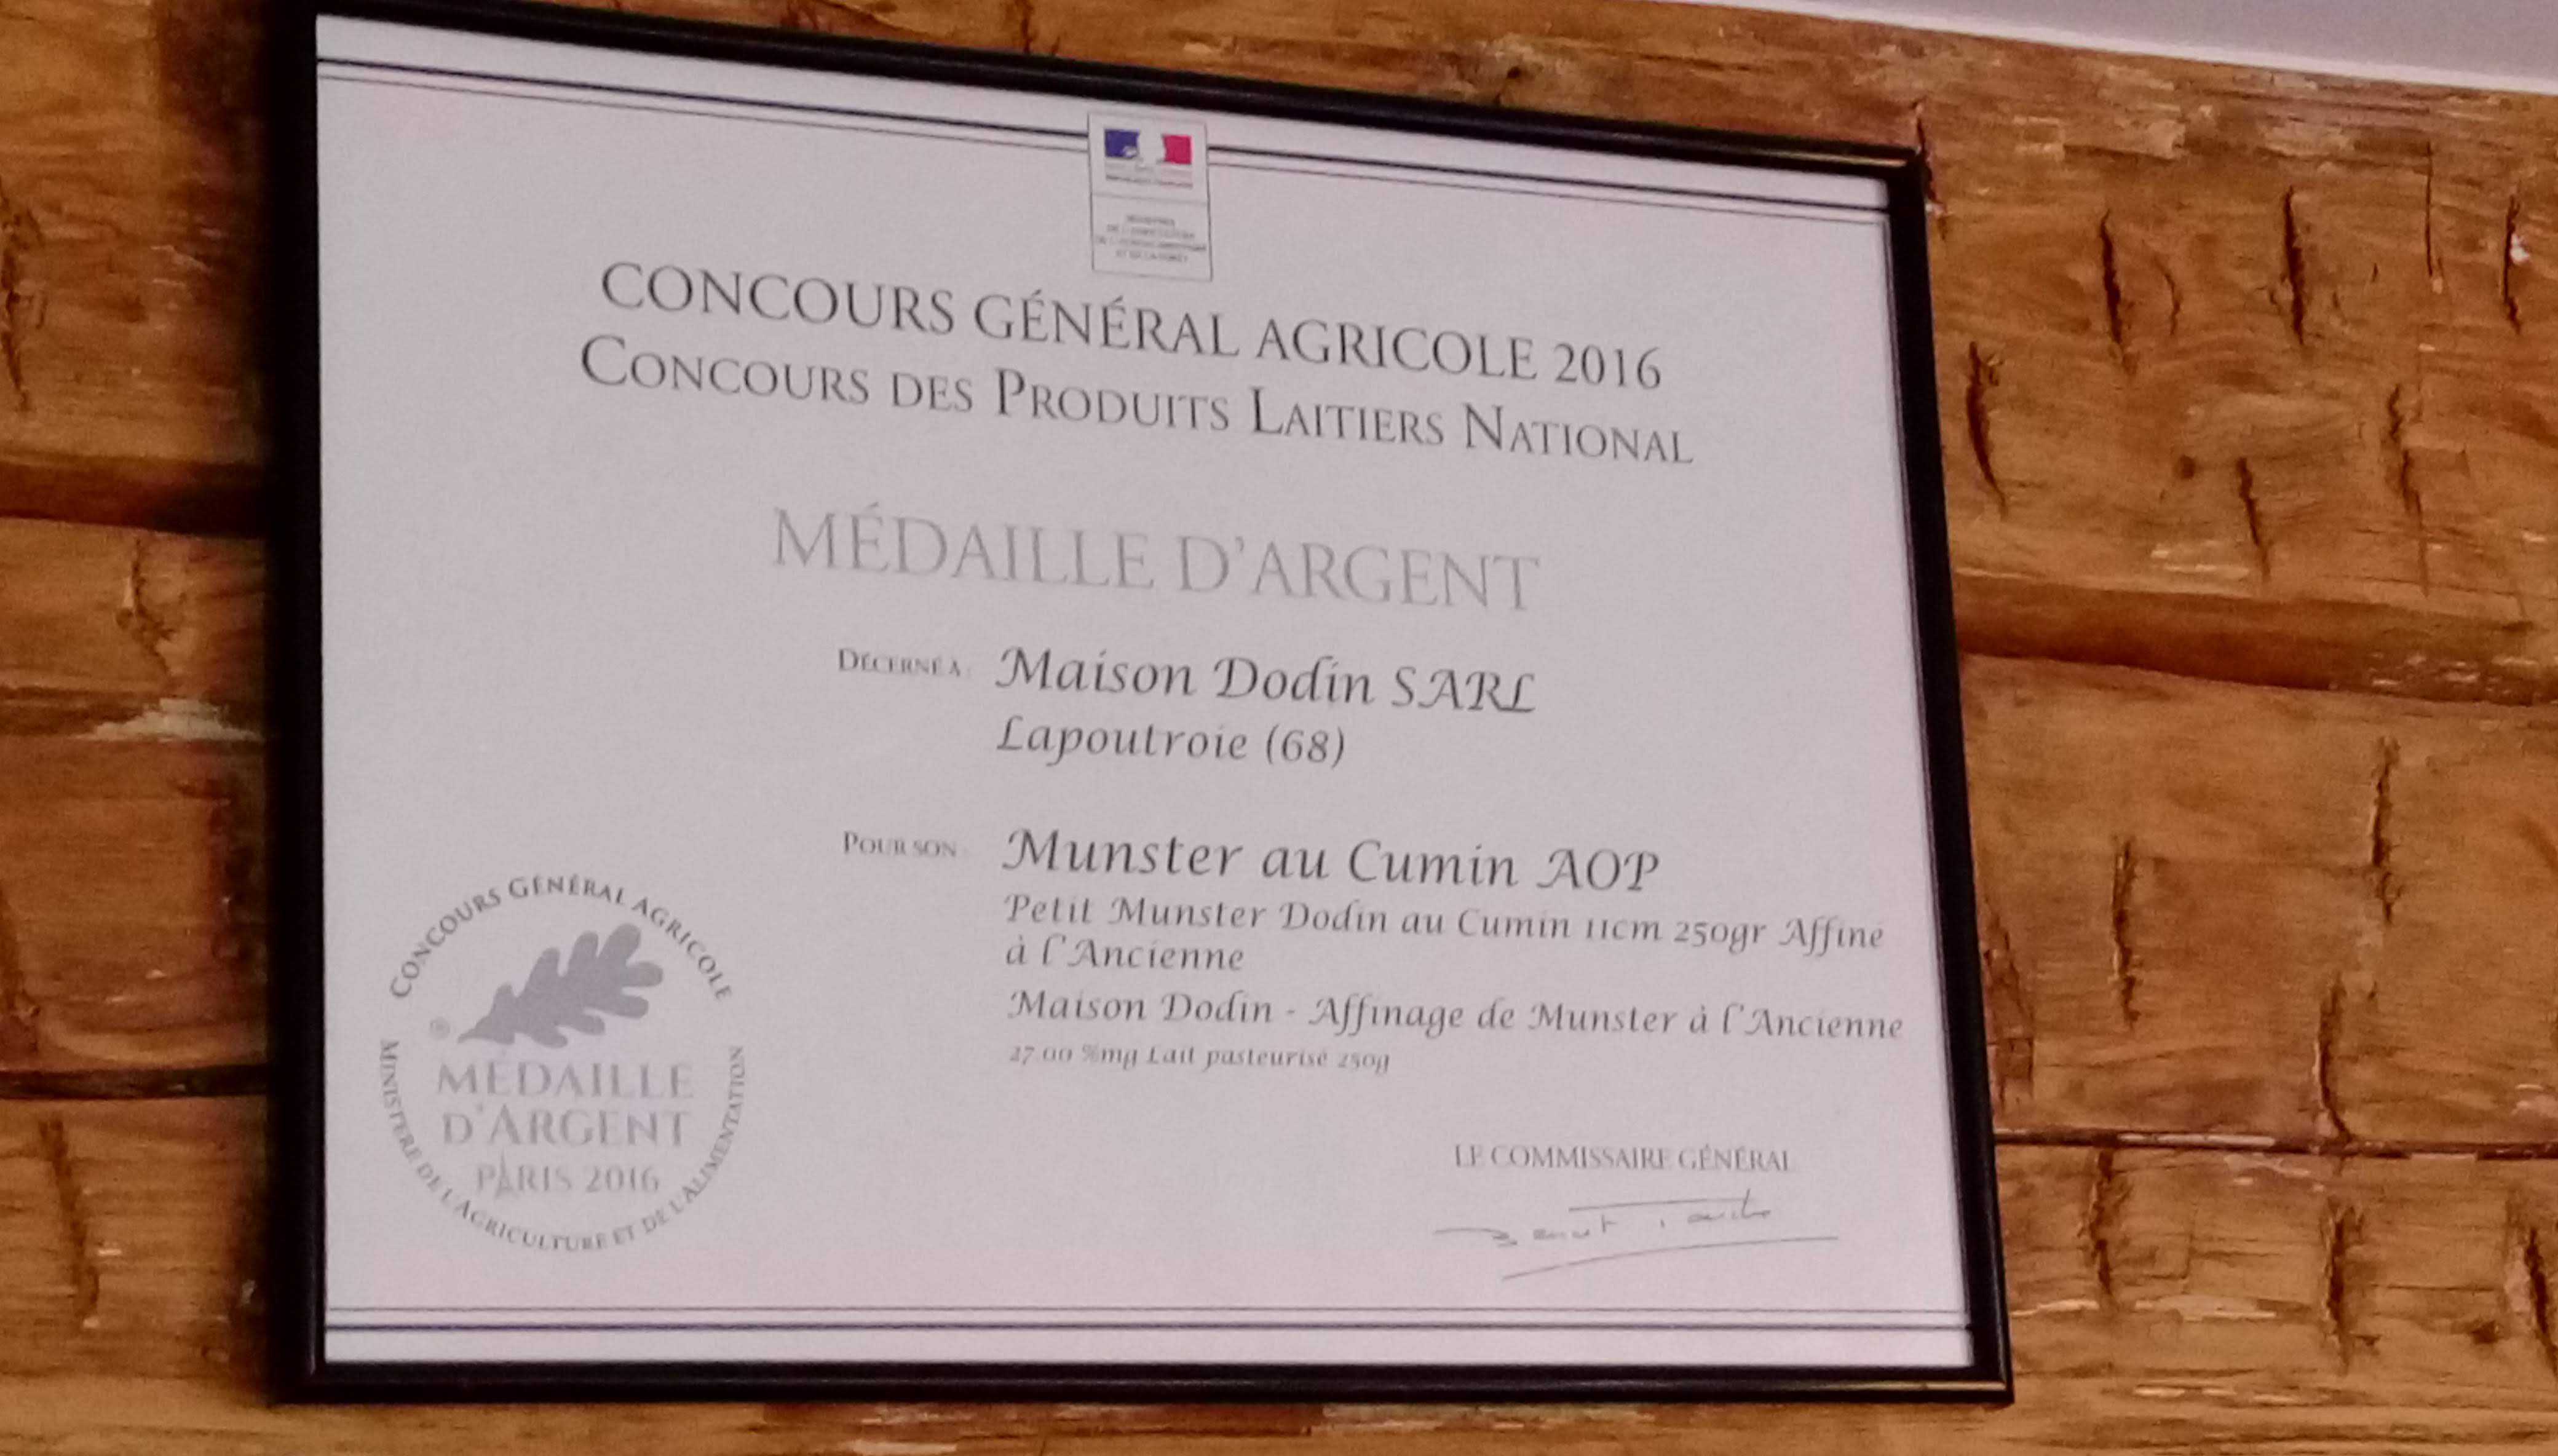 CONCOURS GÉNÉRAL AGRICOLE 2016
CONCOURS DES PRODUITS LAITIERS NATIONAL
MÉDAILLE D'ARGENT
DÉCERNÉ À : Maison Dodin SARL
Lapoutroie (68)
POUR SON : Munster au Cumin AOP
Petit Munster Dodin au Cumin 11cm 250gr Affiné
à l'Ancienne
Maison Dodin - Affinage de Munster à l'Ancienne
27.00 %mg Lait pasteurisé 250g
CONCOURS GÉNÉRAL AGRICOLE
®
MÉDAILLE
D'ARGENT
PARIS 2016
MINISTÈRE DE L'AGRICULTURE ET DE L'ALIMENTATION
LE COMMISSAIRE GÉNÉRAL